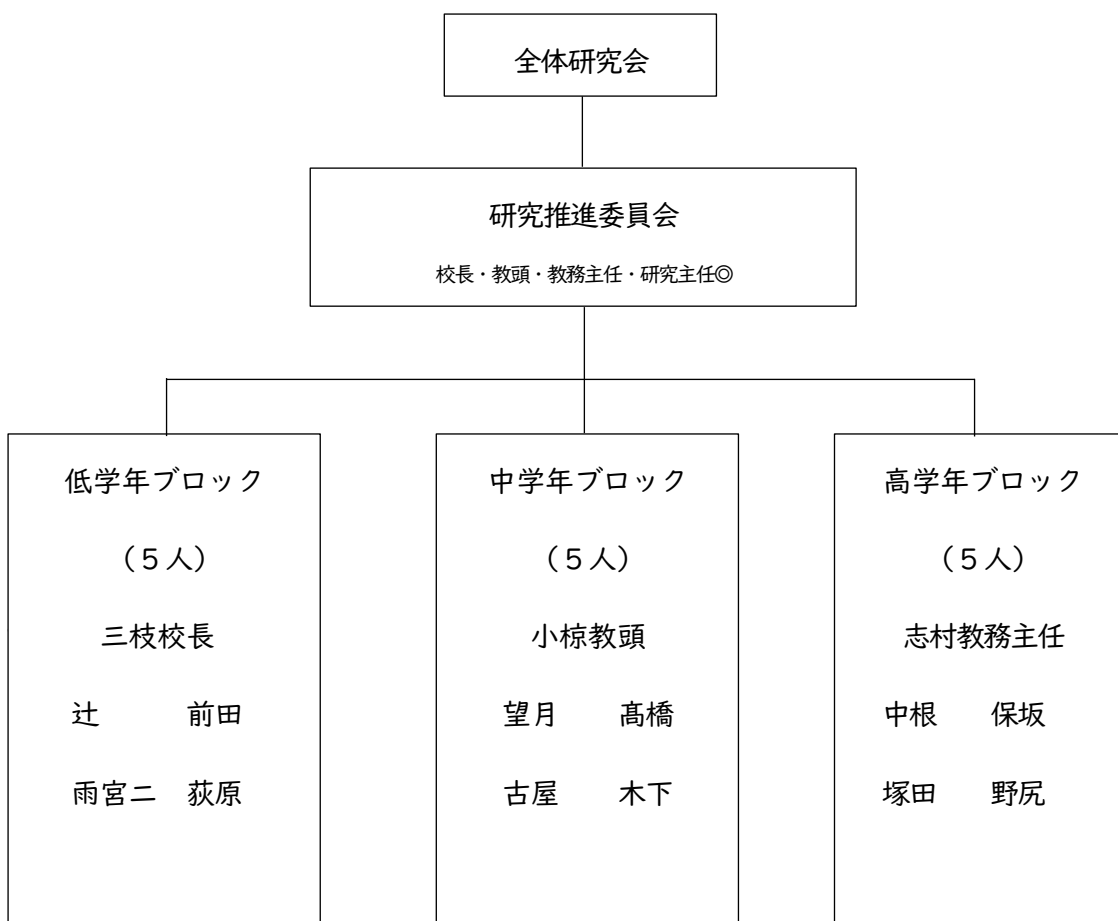 全体研究会
研究推進委員会
校長・教頭・教務主任・研究主任◎
低学年ブロック
（５人）
三枝校長
辻　前田
雨宮二　荻原
中学年ブロック
（５人）
小椋教頭
望月　髙橋
古屋　木下
高学年ブロック
（５人）
志村教務主任
中根　保坂
塚田　野尻